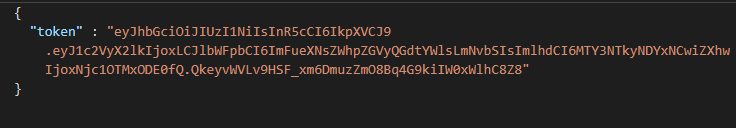 {
"token" : "eyJhbGciOiJIUzI1NiIsInR5cCI6IkpXVCJ9
.eyJ1c2VyX2lkIjoxLCJlbWFpbCI6ImFueXNsZWhpZGVyQGdtYWlsLmNvbSIsImlhdCI6MTY3NTkyNDYxNCwiZXhw
IjoxNjc1OTMxODE0fQ.QkeyvWVLv9HSF_xm6DmuzZmO8Bq4G9kiIW0xWlhC8Z8"
}